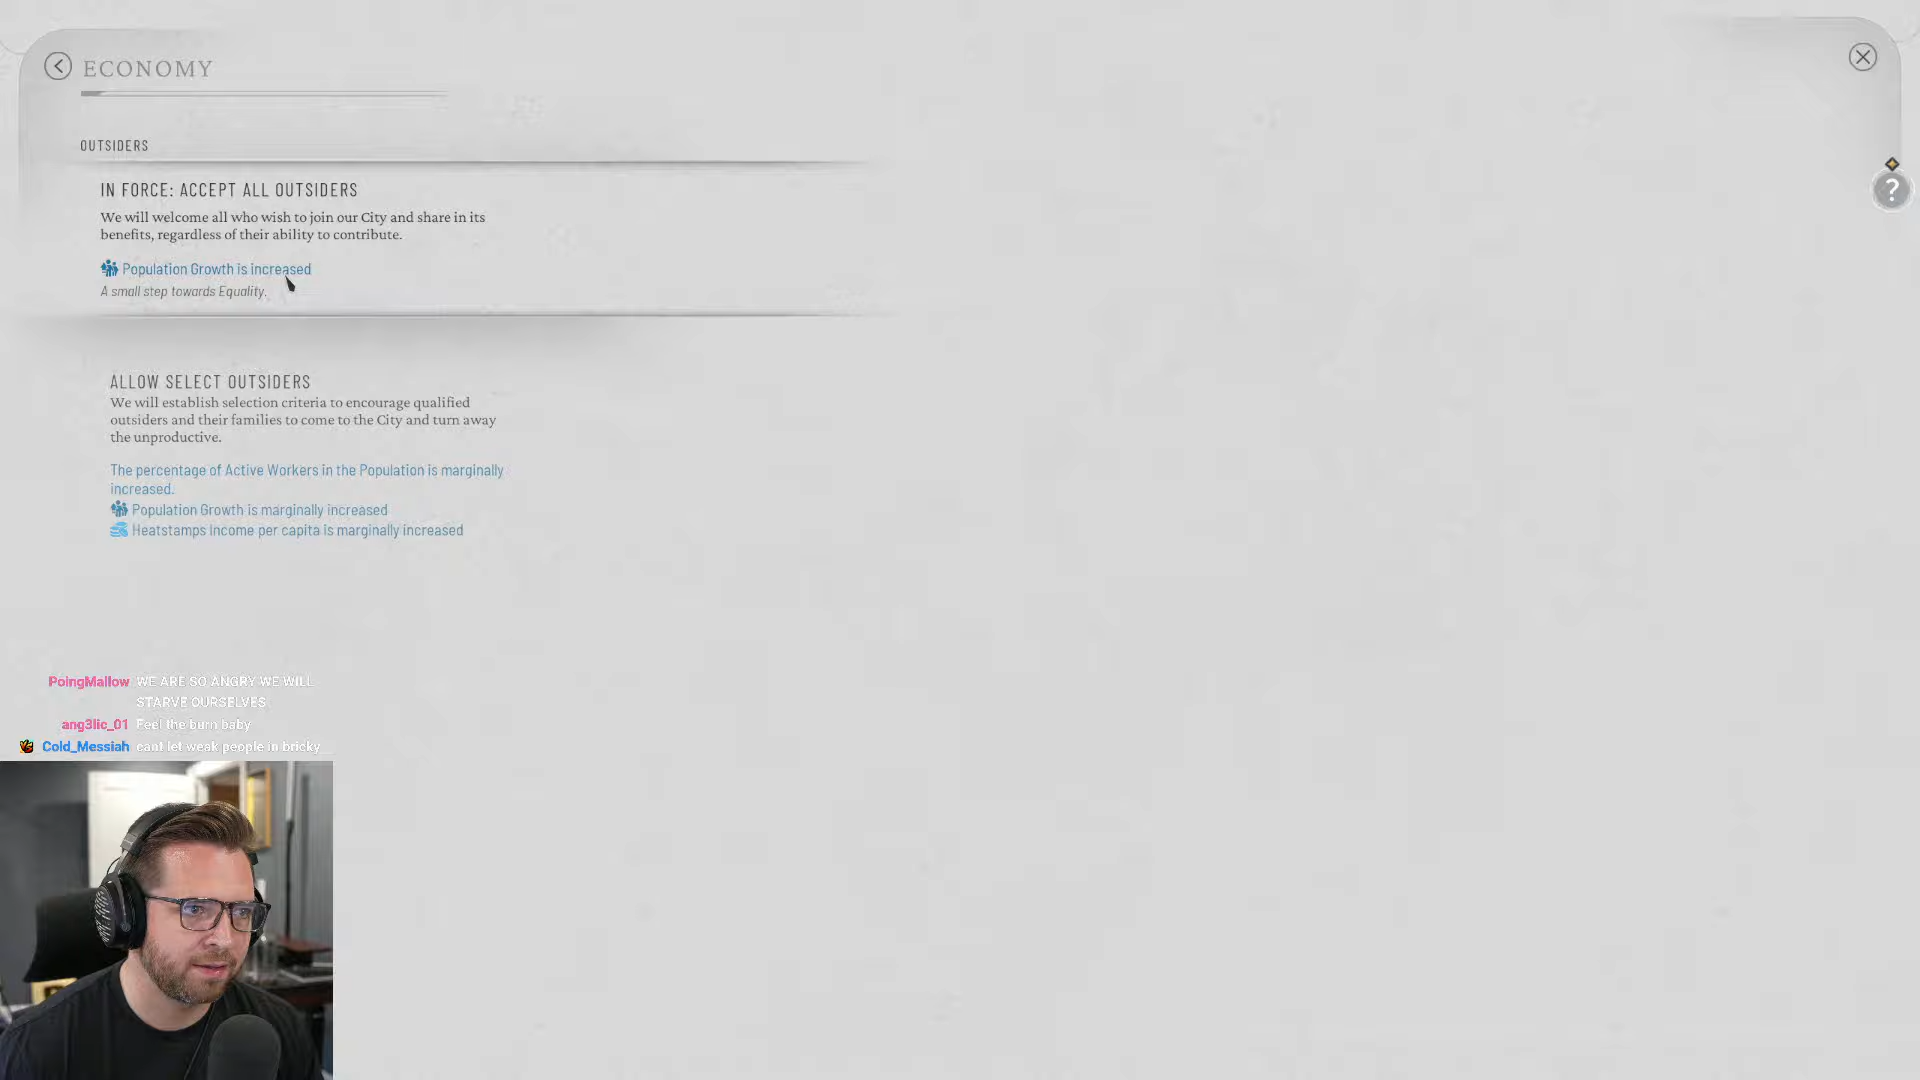 ECONOMY
OUTSIDERS
IN FORCE: ACCEPT ALL OUTSIDERS
We will welcome all who wish to join our City and share in its
benefits, regardless of their ability to contribute.
Population Growth is increased
A small step towards Equality.
?
ALLOW SELECT OUTSIDERS
We will establish selection criteria to encourage qualified
outsiders and their families to come to the City and turn away
the unproductive.
The percentage of Active Workers in the Population is marginally
increased.
Population Growth is marginally increased
Heatstamps Income per capita is marginally increased
PoingMallow WE ARE SO ANGRY WE WILL
STARVE OURSELVES
ang3lic_01 Feel the burn baby
Cold_Messiah cant let weak people in bricky